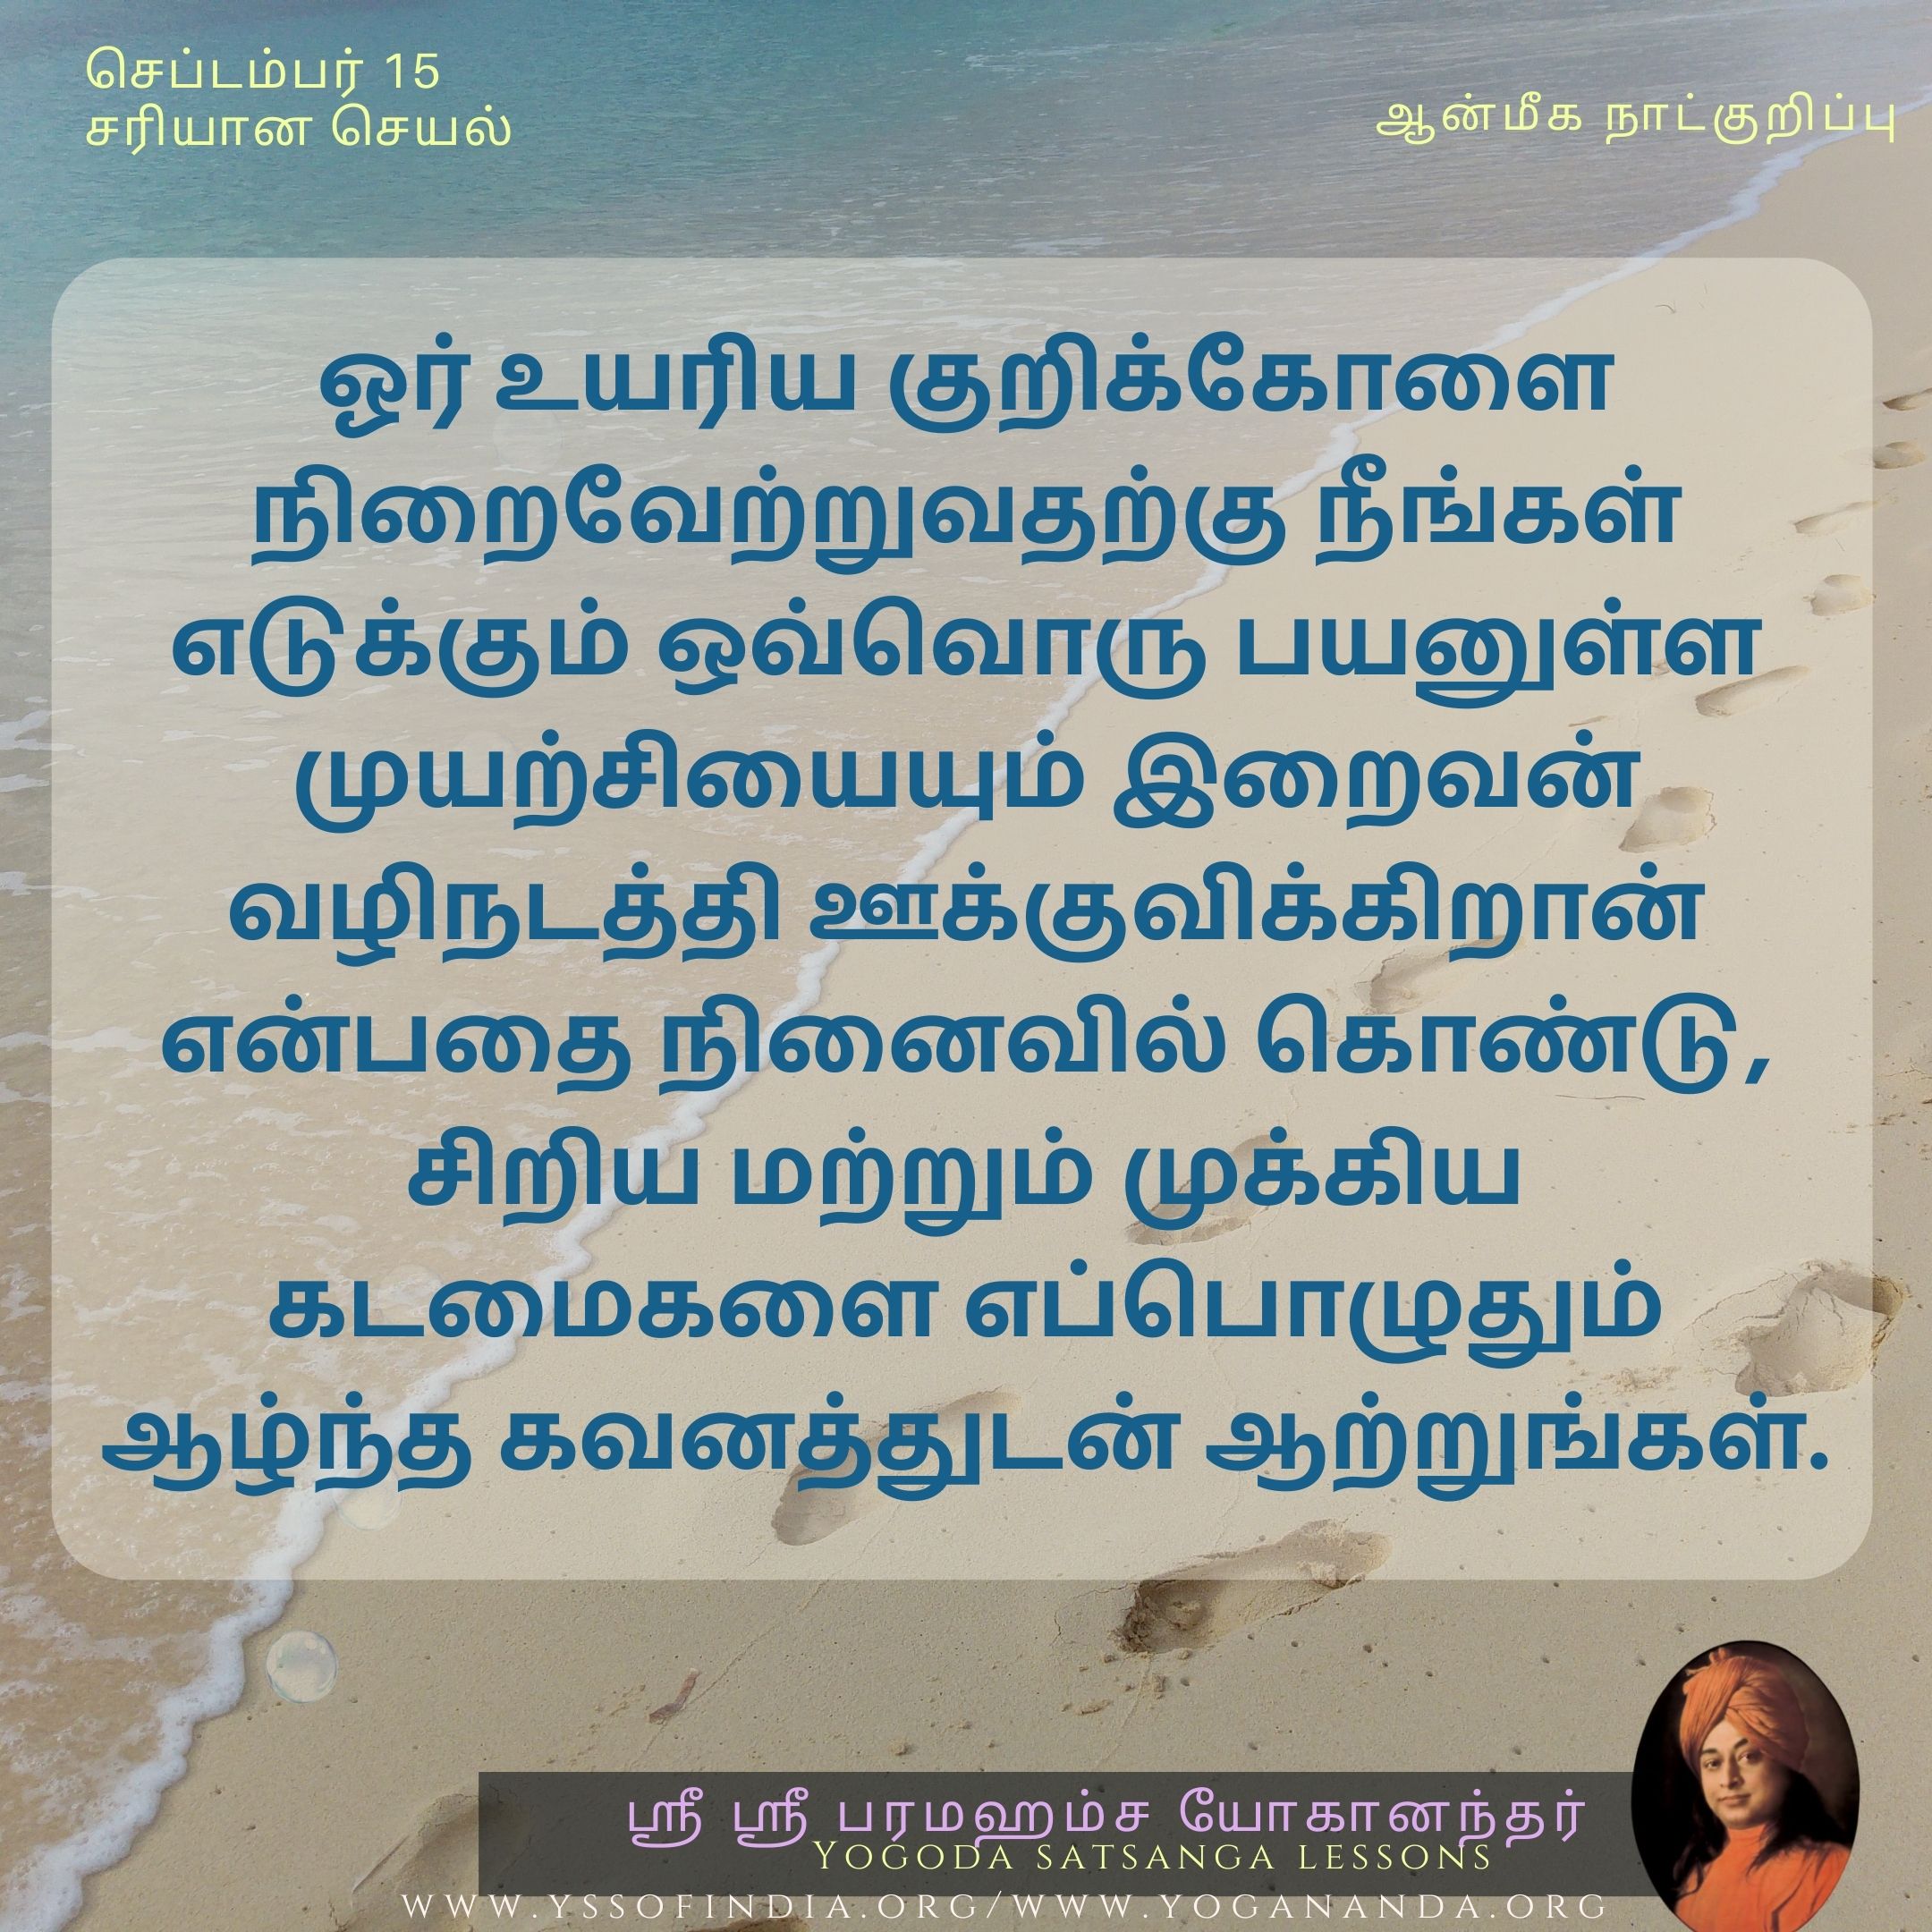 செப்டம்பர் 15
சரியான செயல்
ஆன்மீக நாட்குறிப்பு
ஓர் உயரிய குறிக்கோளை
நிறைவேற்றுவதற்கு நீங்கள்
எடுக்கும் ஒவ்வொரு பயனுள்ள
முயற்சியையும் இறைவன்
வழிநடத்தி ஊக்குவிக்கிறான்
என்பதை நினைவில் கொண்டு,
சிறிய மற்றும் முக்கிய
கடமைகளை எப்பொழுதும்
ஆழ்ந்த கவனத்துடன் ஆற்றுங்கள்.
ஸ்ரீ ஸ்ரீ பரமஹம்ச யோகானந்தர்
Yogoda satsanga lessons
www.yssofindia.org/www.yogananda.org